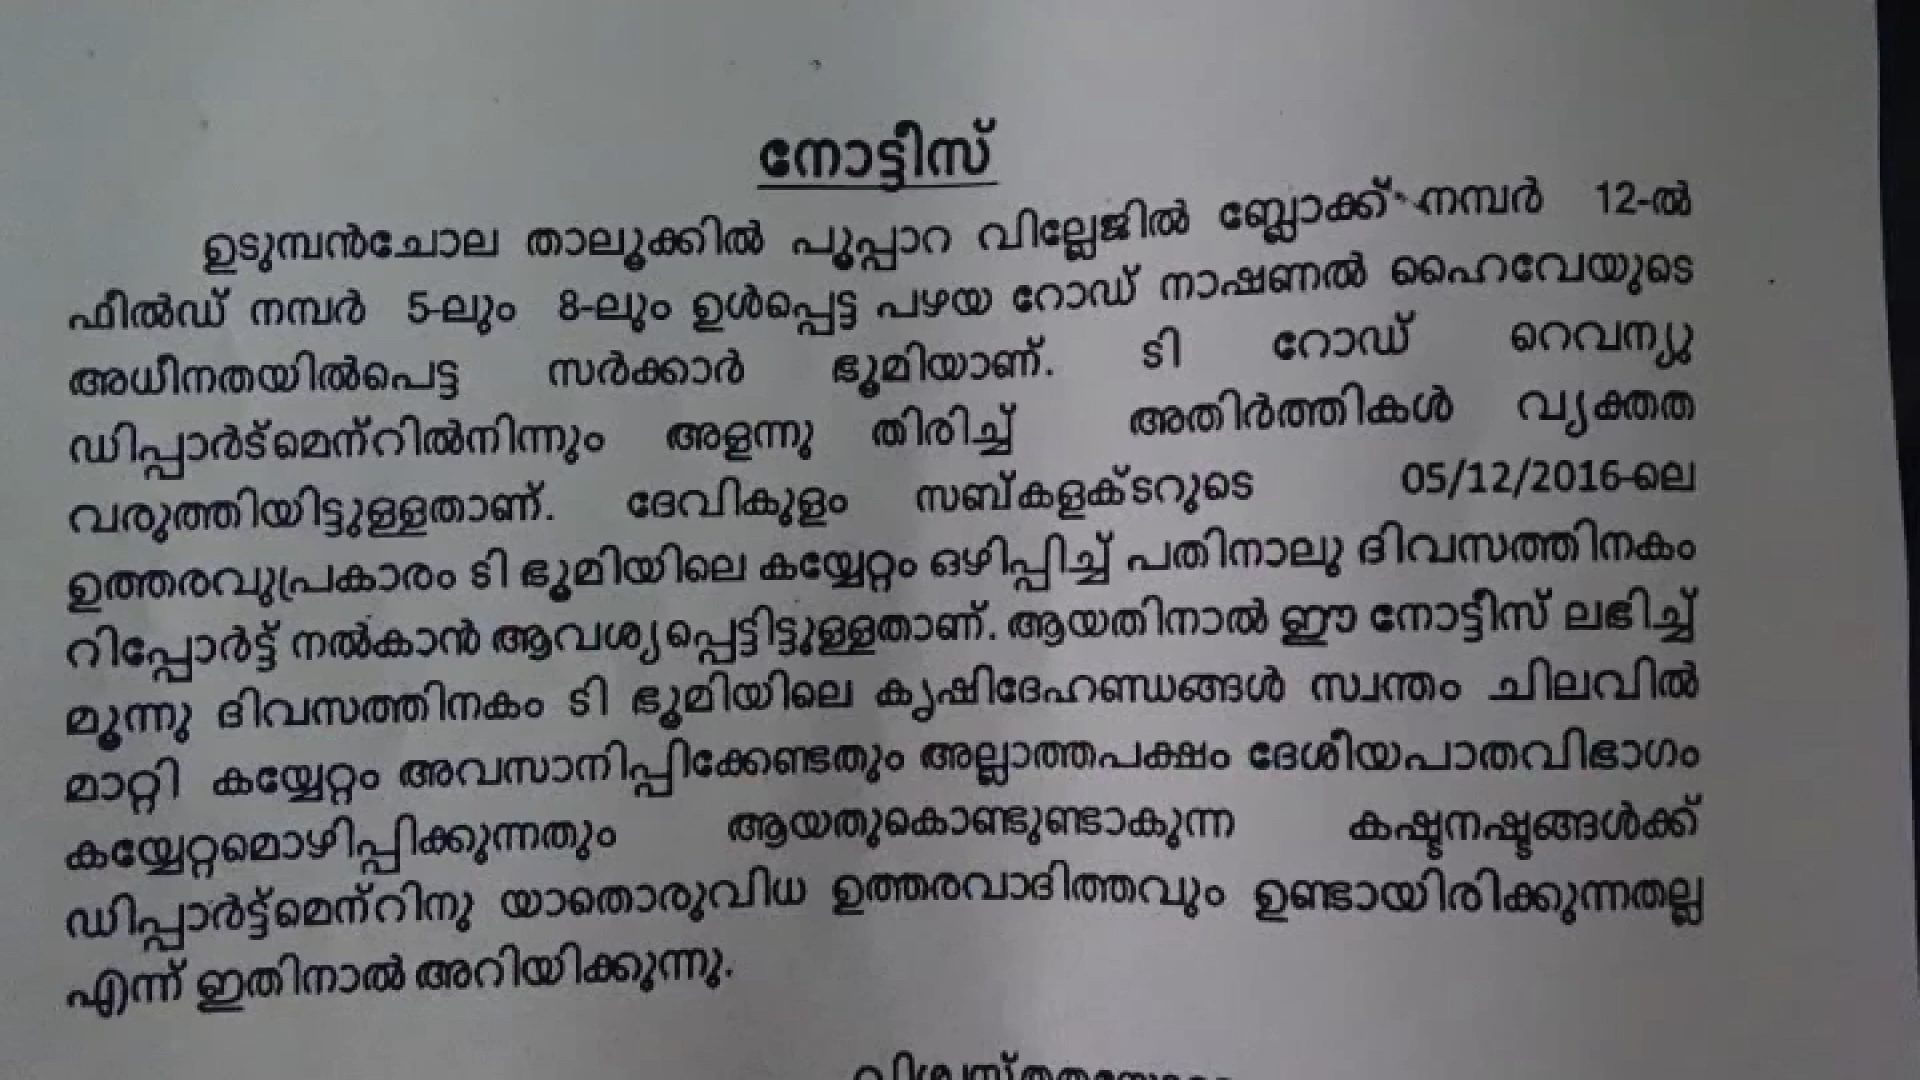 നോട്ടീസ്
ഉടുമ്പൻചോല താലൂക്കിൽ പൂപ്പാറ വില്ലേജിൽ ബ്ലോക്ക് നമ്പർ 12-ൽ
ഫീൽഡ് നമ്പർ 5-ലും 8-ലും ഉൾപ്പെട്ട പഴയ റോഡ് നാഷണൽ ഹൈവേയുടെ
അധീനതയിൽപെട്ട സർക്കാർ ഭൂമിയാണ്. ടി റോഡ് റെവന്യു
ഡിപ്പാർട്മെന്റിൽനിന്നും അളന്നു തിരിച്ച് അതിർത്തികൾ വ്യക്തത
വരുത്തിയിട്ടുള്ളതാണ്. ദേവികുളം സബ്കളക്ടറുടെ 05/12/2016-ലെ
ഉത്തരവുപ്രകാരം ടി ഭൂമിയിലെ കയ്യേറ്റം ഒഴിപ്പിച്ച് പതിനാലു ദിവസത്തിനകം
റിപ്പോർട്ട് നൽകാൻ ആവശ്യപ്പെട്ടിട്ടുള്ളതാണ്. ആയതിനാൽ ഈ നോട്ടീസ് ലഭിച്ച്
മൂന്നു ദിവസത്തിനകം ടി ഭൂമിയിലെ കൃഷിദേഹണ്ഡങ്ങൾ സ്വന്തം ചിലവിൽ
മാറ്റി കയ്യേറ്റം അവസാനിപ്പിക്കേണ്ടതും അല്ലാത്തപക്ഷം ദേശീയപാതവിഭാഗം
കയ്യേറ്റമൊഴിപ്പിക്കുന്നതും ആയതുകൊണ്ടുണ്ടാകുന്ന കഷ്ടനഷ്ടങ്ങൾക്ക്
ഡിപ്പാർട്ട്മെന്റിനു യാതൊരുവിധ ഉത്തരവാദിത്തവും ഉണ്ടായിരിക്കുന്നതല്ല
എന്ന് ഇതിനാൽ അറിയിക്കുന്നു.